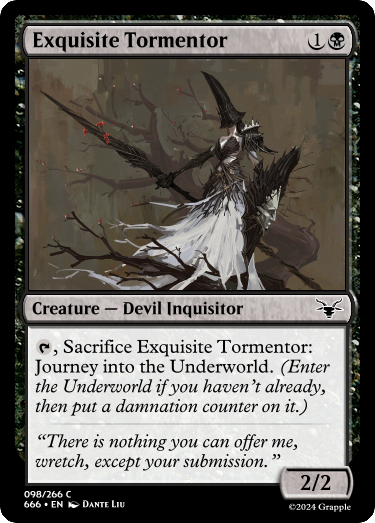 Exquisite Tormentor 1
Creature — Devil Inquisitor
, Sacrifice Exquisite Tormentor:
Journey into the Underworld. (Enter
the Underworld if you haven't already,
then put a damnation counter on it.)
“There is nothing you can offer me,
wretch, except your submission.”
2/2
098/266 C
666 • EN Dante Liu
©2024 Grapple